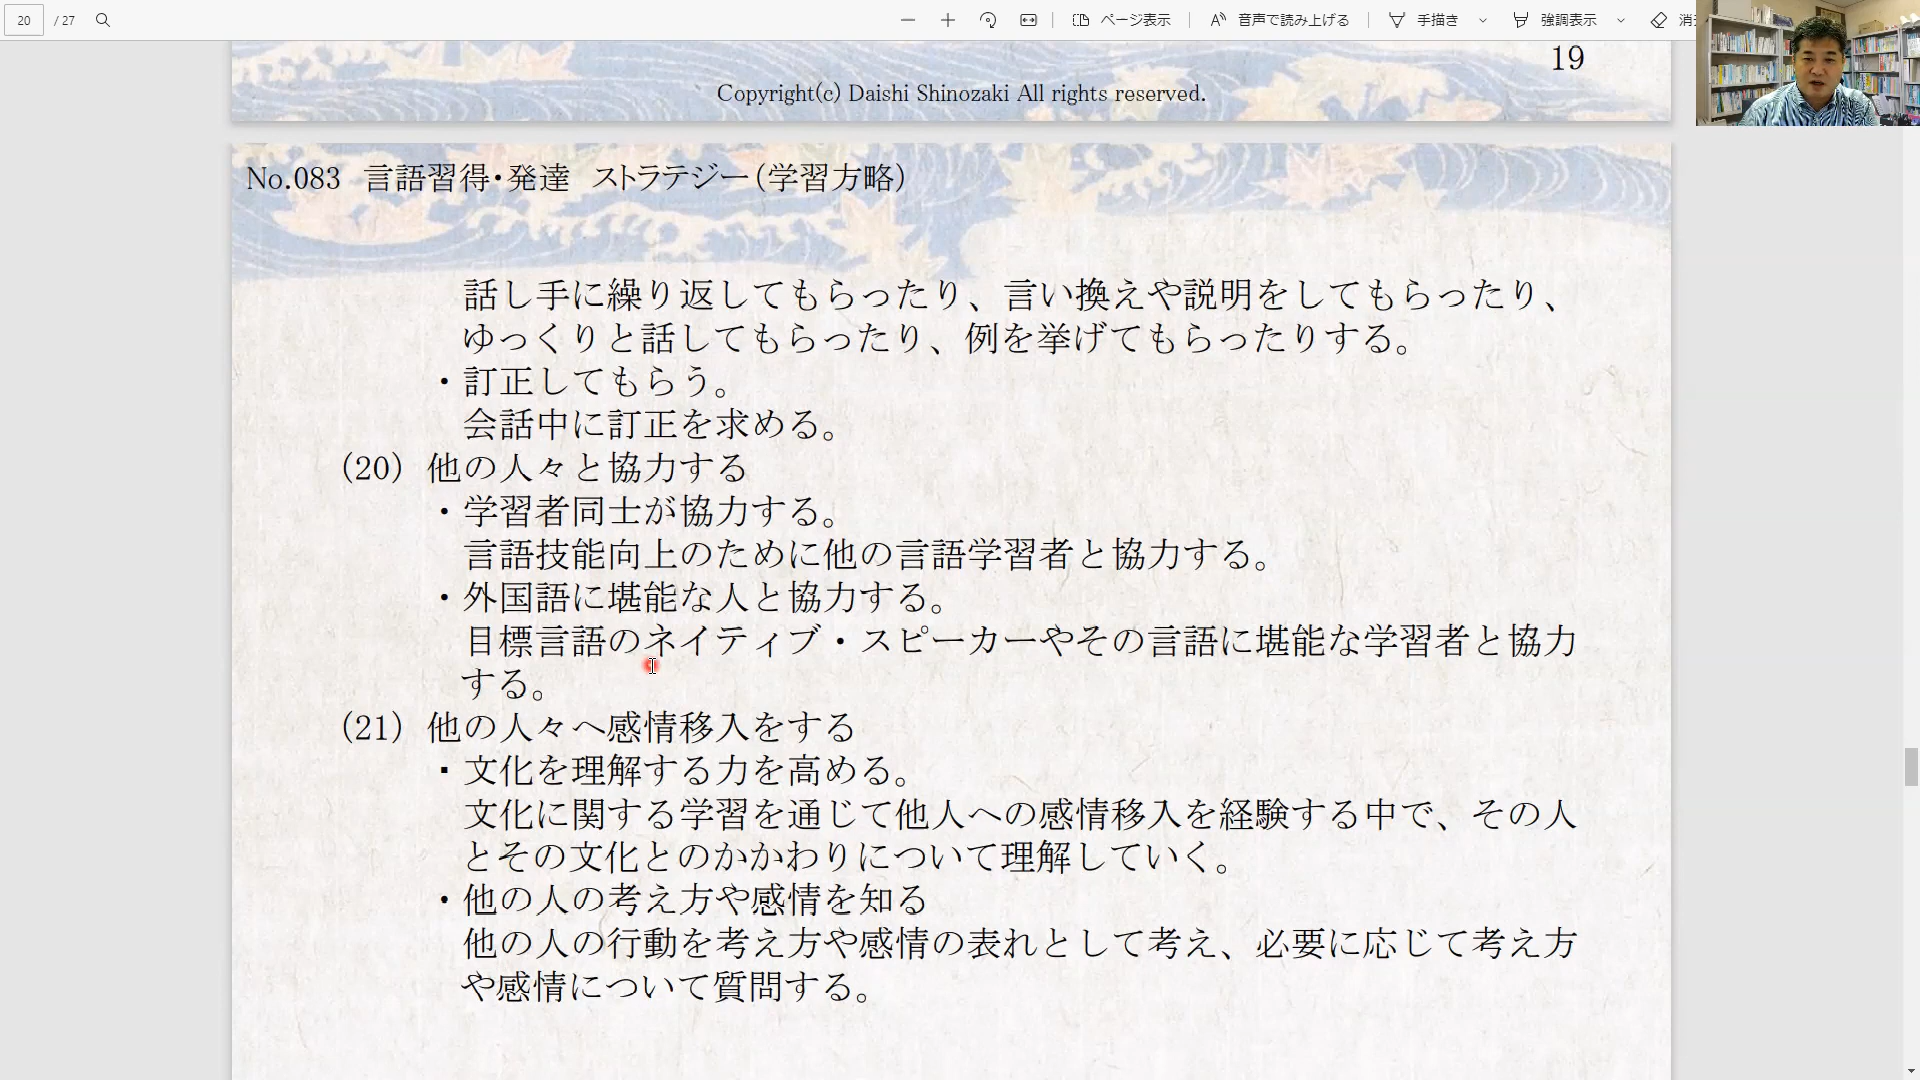 20 / 27 ページ表示 音声で読み上げる 手描き 強調表示
19
Copyright(c) Daishi Shinozaki All rights reserved.
No.083 言語習得・発達 ストラテジー（学習方略）
話し手に繰り返してもらったり、言い換えや説明をしてもらったり、
ゆっくりと話してもらったり、例を挙げてもらったりする。
・訂正してもらう。
会話中に訂正を求める。
（20）他の人々と協力する
・学習者同士が協力する。
言語技能向上のために他の言語学習者と協力する。
・外国語に堪能な人と協力する。
目標言語のネイティブ・スピーカーやその言語に堪能な学習者と協力
する。
（21）他の人々へ感情移入をする
・文化を理解する力を高める。
文化に関する学習を通じて他人への感情移入を経験する中で、その人
とその文化とのかかわりについて理解していく。
・他の人の考え方や感情を知る
他の人の行動を考え方や感情の表れとして考え、必要に応じて考え方
や感情について質問する。